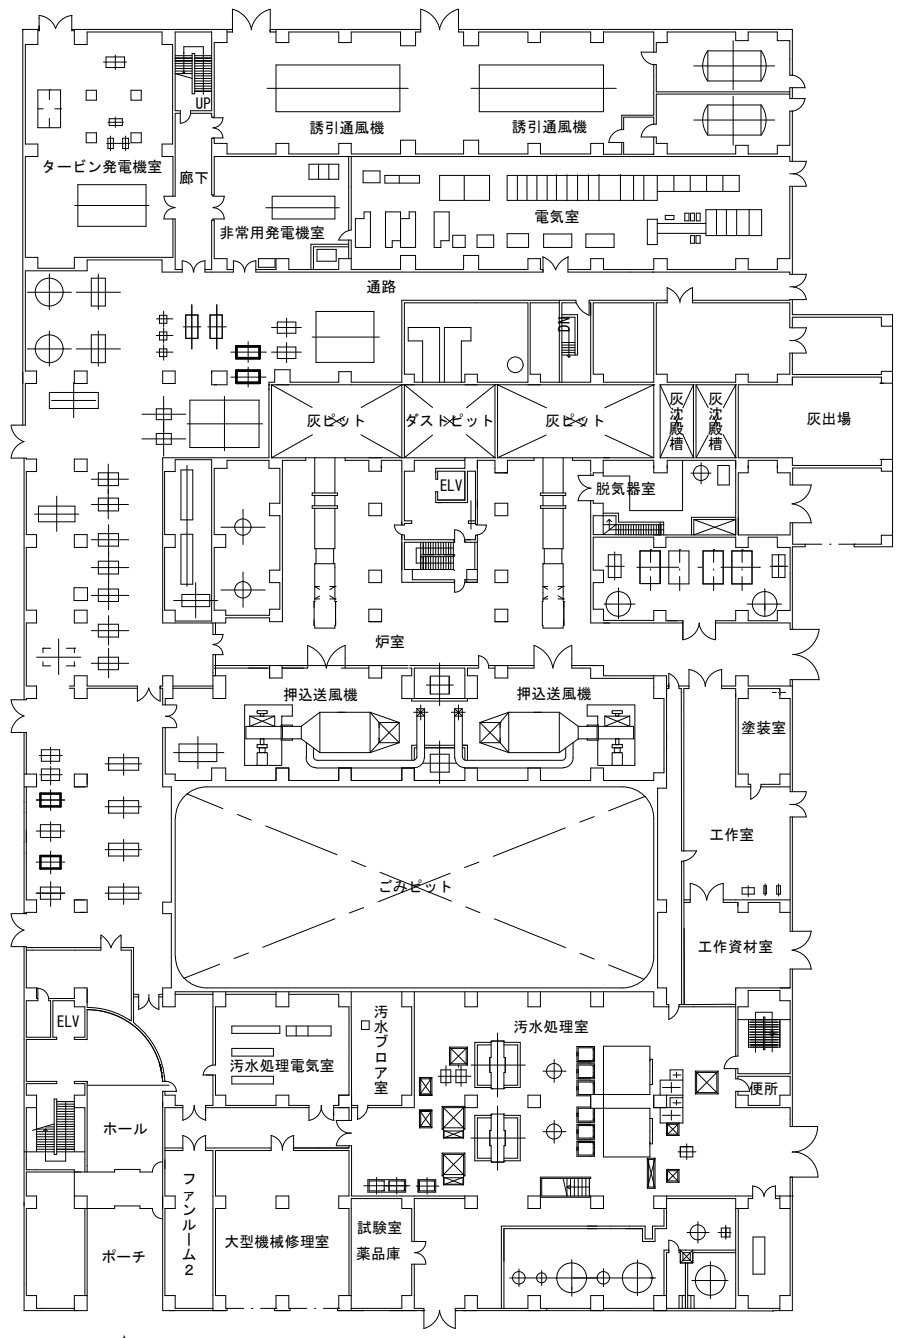 UP
誘引通風機
誘引通風機
タービン発電機室
廊下
電気室
非常用発電機室
通路
DN
灰ピット
ダストピット
灰ピット
灰沈殿槽
灰沈殿槽
灰出場
ELV
脱気器室
炉室
押込送風機
押込送風機
塗装室
工作室
ごみピット
工作資材室
ELV
汚水ブロア室
汚水処理室
汚水処理電気室
便所
ホール
ファンルーム2
試験室
薬品庫
大型機械修理室
ポーチ